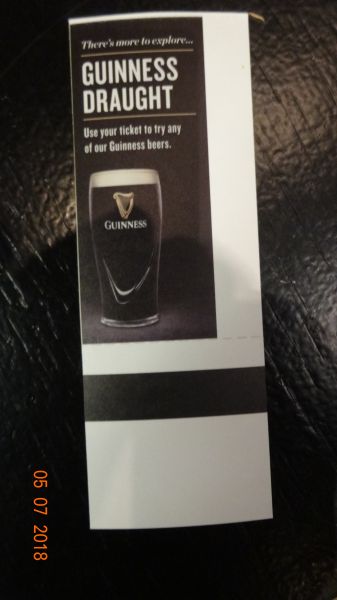 There's more to explore...
GUINNESS
DRAUGHT
Use your ticket to try any
of our Guinness beers.
GUINNESS
05 07 2018